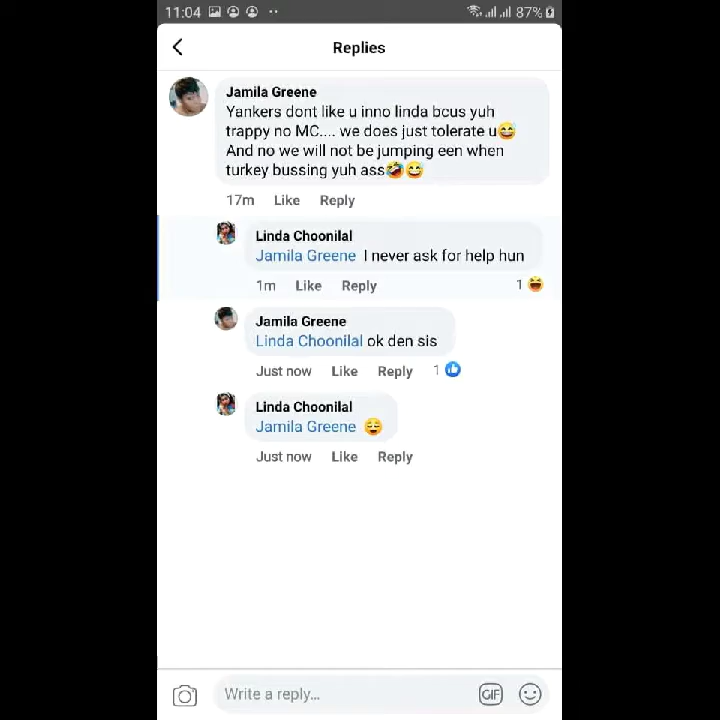 11:04 87%
Replies
Jamila Greene
Yankers dont like u inno linda bcus yuh
trappy no MC.... we does just tolerate u😅
And no we will not be jumping een when
turkey bussing yuh ass🤣😅
17m Like Reply
Linda Choonilal
Jamila Greene I never ask for help hun
1m Like Reply 1
Jamila Greene
Linda Choonilal ok den sis
Just now Like Reply 1
Linda Choonilal
Jamila Greene 😌
Just now Like Reply
Write a reply...
GIF